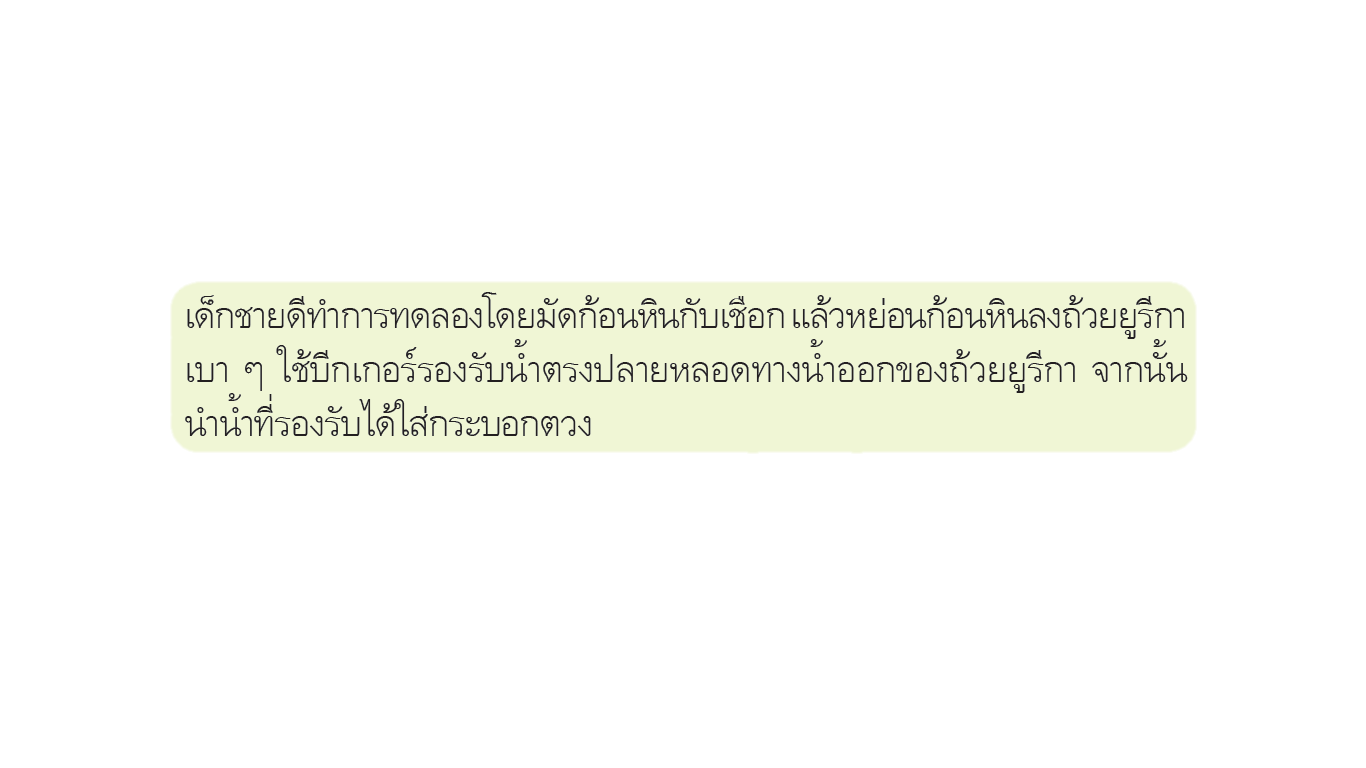 เด็กชายดีทำการทดลองโดยมัดก้อนหินกับเชือก แล้วหย่อนก้อนหินลงถ้วยยูรีกา
เบา ๆ ใช้บีกเกอร์รองรับน้ำตรงปลายหลอดทางน้ำออกของถ้วยยูรีกา จากนั้น
นำน้ำที่รองรับได้ใส่กระบอกตวง